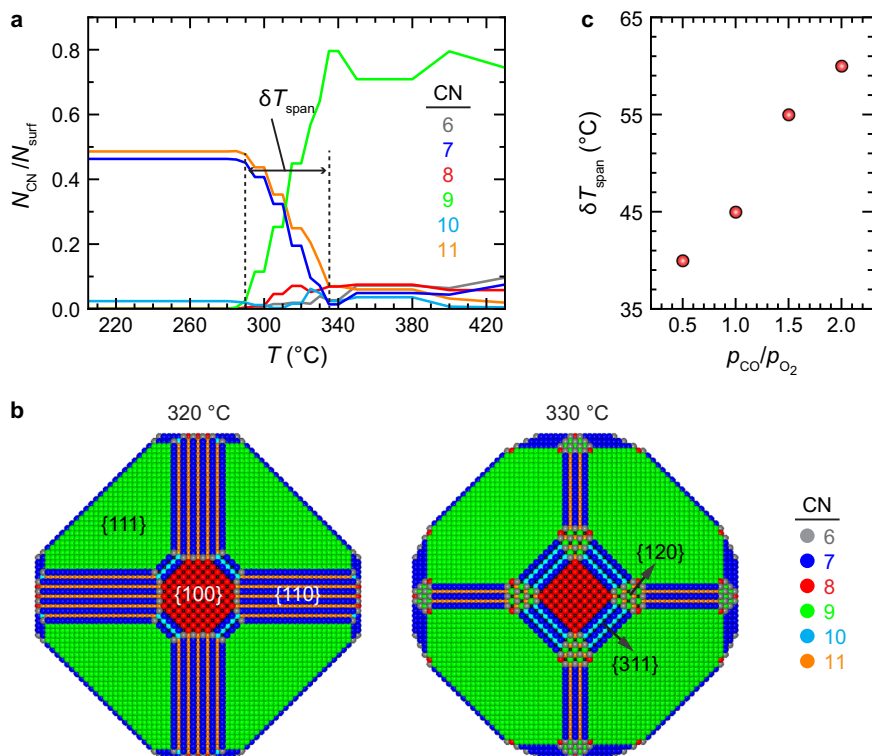 a
N_CN/N_surf
0.8
0.6
0.4
0.2
0.0
δT_span
CN
6
7
8
9
10
11
220 260 300 340 380 420
T (°C)
c
δT_span (°C)
65
55
45
35
0.5 1.0 1.5 2.0
p_CO/p_O₂
b
320 °C
330 °C
{111}
{100}
{110}
{120}
{311}
CN
6
7
8
9
10
11